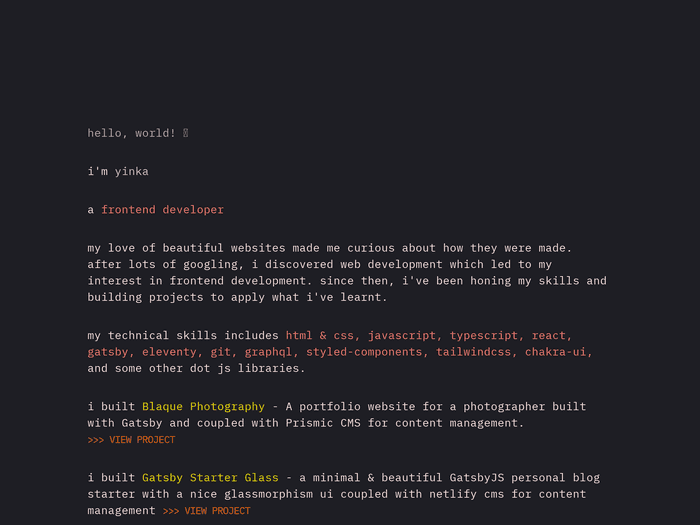 hello, world!
i'm yinka
a frontend developer
my love of beautiful websites made me curious about how they were made.
after lots of googling, i discovered web development which led to my
interest in frontend development. since then, i've been honing my skills and
building projects to apply what i've learnt.
my technical skills includes html & css, javascript, typescript, react,
gatsby, eleventy, git, graphql, styled-components, tailwindcss, chakra-ui,
and some other dot js libraries.
i built Blaque Photography - A portfolio website for a photographer built
with Gatsby and coupled with Prismic CMS for content management.
>>> VIEW PROJECT
i built Gatsby Starter Glass - a minimal & beautiful GatsbyJS personal blog
starter with a nice glassmorphism ui coupled with netlify cms for content
management >>> VIEW PROJECT